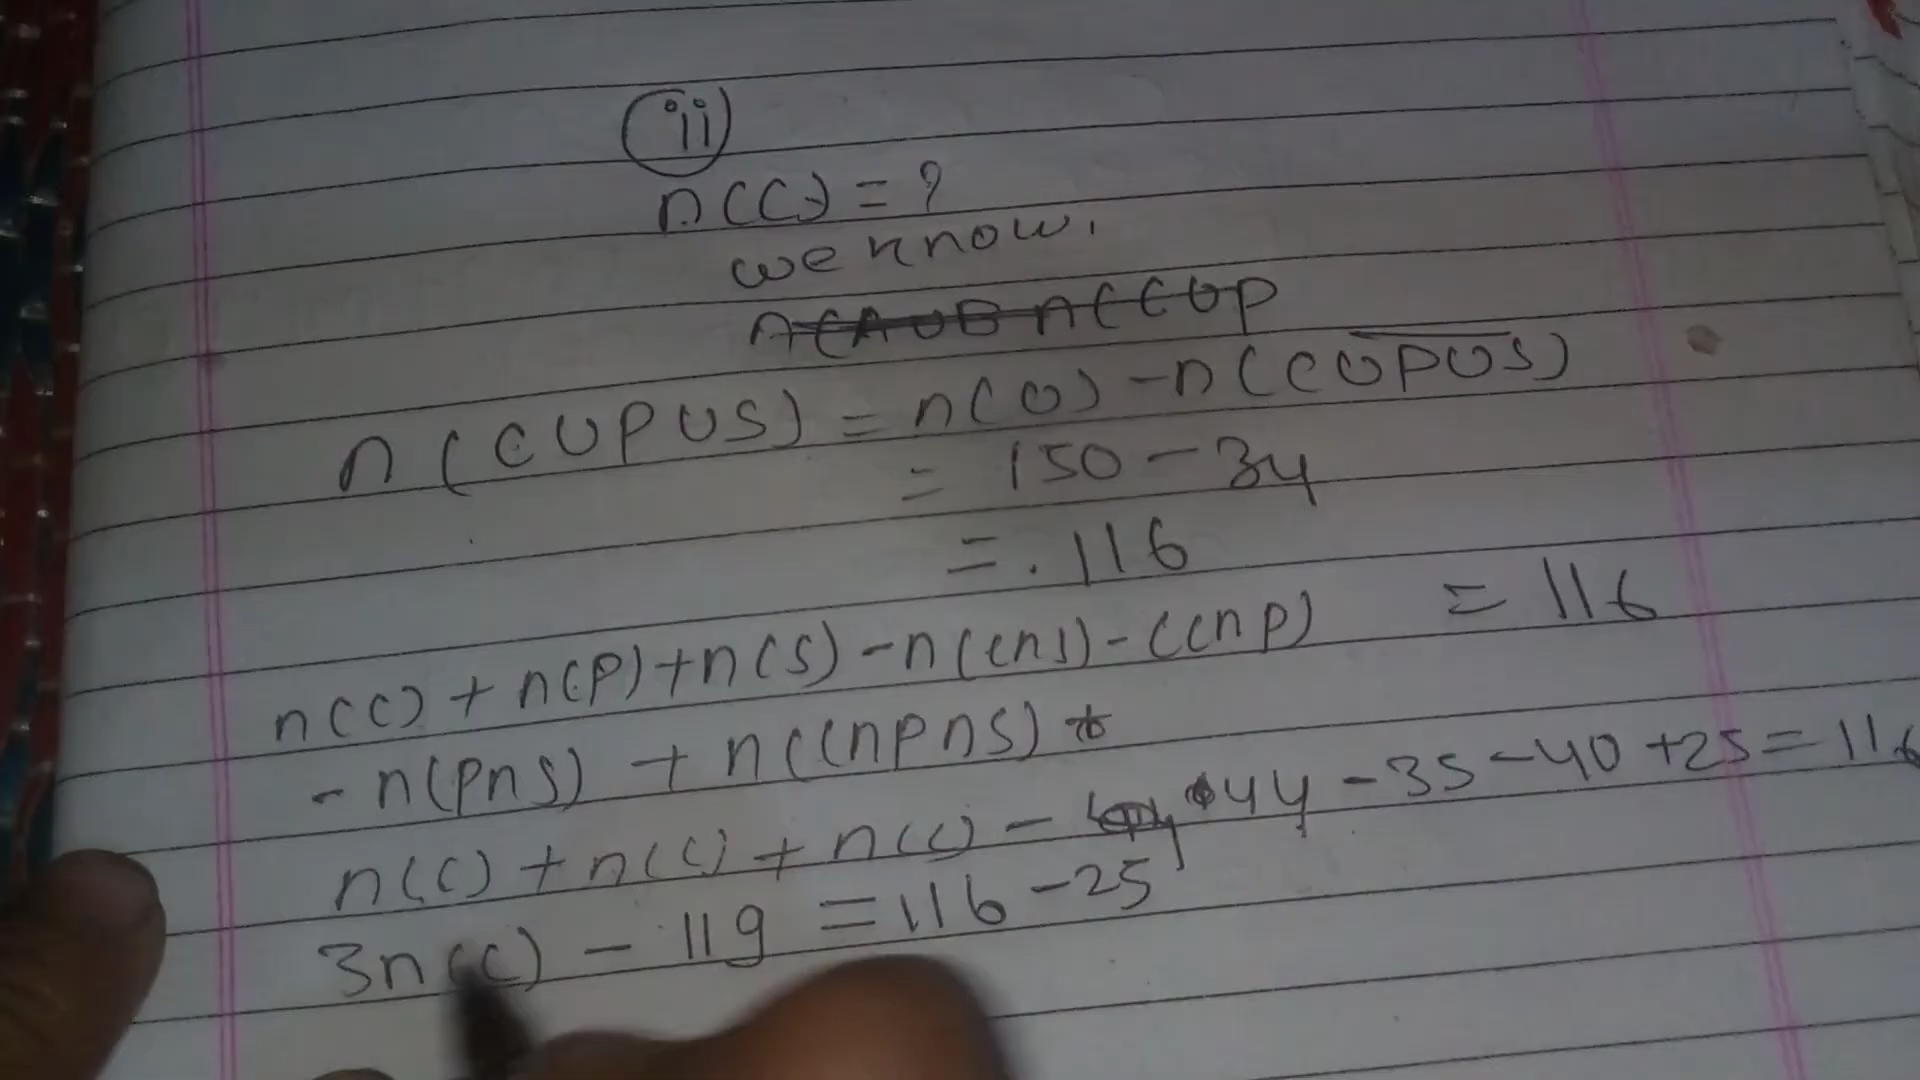 ii
n(C) = ?
we know,
n(A∪B n(C∪P
n(C∪P∪S) = n(U) - n(C∪P∪S)
= 150 - 34
= . 116
n(C) + n(P) + n(S) - n(C∩S) - (C∩P) = 116
- n(P∩S) + n(C∩P∩S)
n(C) + n(C) + n(C) - 44 - 35 - 40 + 25 = 116
3n(C) - 119 = 116 - 25